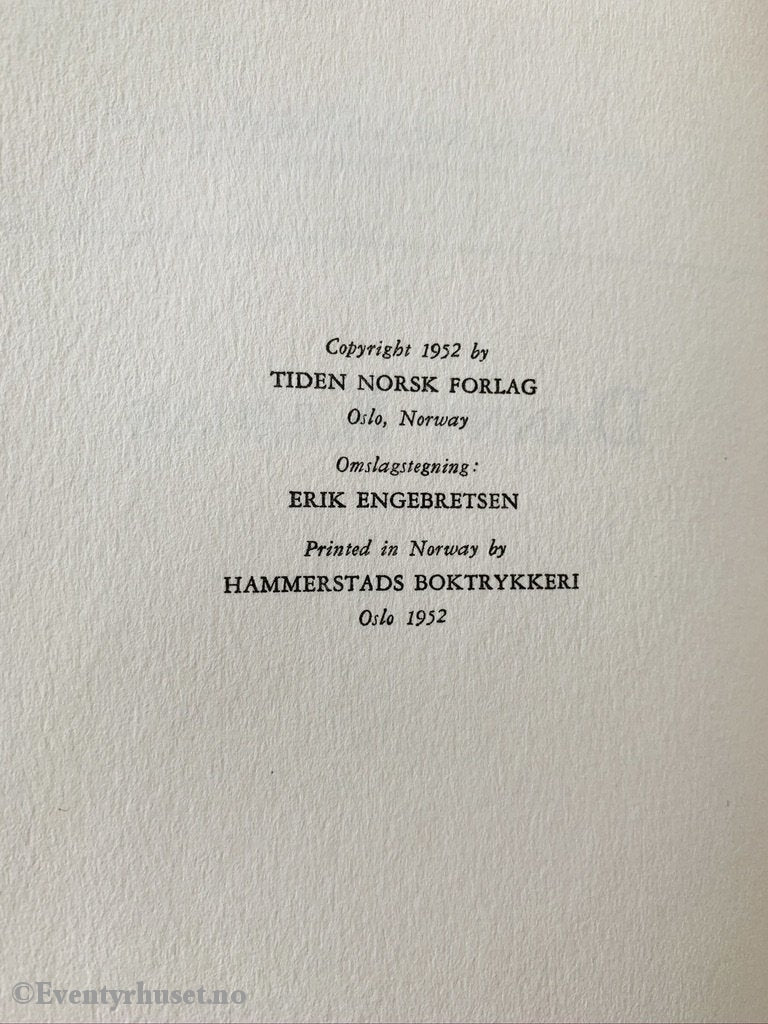 Copyright 1952 by
TIDEN NORSK FORLAG
Oslo, Norway
Omslagstegning:
ERIK ENGEBRETSEN
Printed in Norway by
HAMMERSTADS BOKTRYKKERI
Oslo 1952
©Eventyrhuset.no